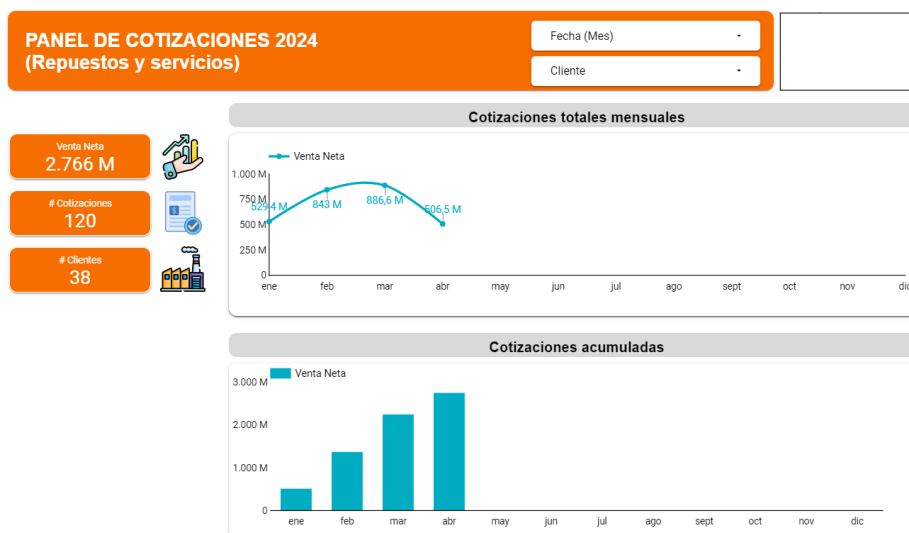 PANEL DE COTIZACIONES 2024
(Repuestos y servicios)
Fecha (Mes)
Cliente
Venta Neta
2.766 M
# Cotizaciones
120
# Clientes
38
Cotizaciones totales mensuales
Venta Neta
1.000 M
750 M
500 M
250 M
0
529,4 M
843 M
886,6 M
506,5 M
ene feb mar abr may jun jul ago sept oct nov dic
Cotizaciones acumuladas
Venta Neta
3.000 M
2.000 M
1.000 M
0
ene feb mar abr may jun jul ago sept oct nov dic